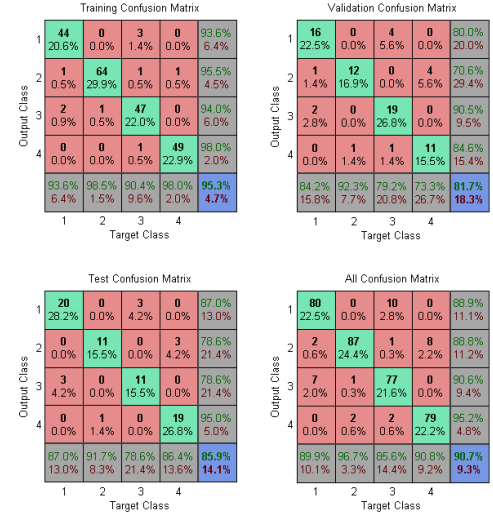 Training Confusion Matrix
Output Class
1 44 0 3 0 93.6%
20.6% 0.0% 1.4% 0.0% 6.4%
2 1 64 1 1 95.5%
0.5% 29.9% 0.5% 0.5% 4.5%
3 2 1 47 0 94.0%
0.9% 0.5% 22.0% 0.0% 6.0%
4 0 0 1 49 98.0%
0.0% 0.0% 0.5% 22.9% 2.0%
93.6% 98.5% 90.4% 98.0% 95.3%
6.4% 1.5% 9.6% 2.0% 4.7%
1 2 3 4
Target Class
Validation Confusion Matrix
Output Class
1 16 0 4 0 80.0%
22.5% 0.0% 5.6% 0.0% 20.0%
2 1 12 0 4 70.6%
1.4% 16.9% 0.0% 5.6% 29.4%
3 2 0 19 0 90.5%
2.8% 0.0% 26.8% 0.0% 9.5%
4 0 1 1 11 84.6%
0.0% 1.4% 1.4% 15.5% 15.4%
84.2% 92.3% 79.2% 73.3% 81.7%
15.8% 7.7% 20.8% 26.7% 18.3%
1 2 3 4
Target Class
Test Confusion Matrix
Output Class
1 20 0 3 0 87.0%
28.2% 0.0% 4.2% 0.0% 13.0%
2 0 11 0 3 78.6%
0.0% 15.5% 0.0% 4.2% 21.4%
3 3 0 11 0 78.6%
4.2% 0.0% 15.5% 0.0% 21.4%
4 0 1 0 19 95.0%
0.0% 1.4% 0.0% 26.8% 5.0%
87.0% 91.7% 78.6% 86.4% 85.9%
13.0% 8.3% 21.4% 13.6% 14.1%
1 2 3 4
Target Class
All Confusion Matrix
Output Class
1 80 0 10 0 88.9%
22.5% 0.0% 2.8% 0.0% 11.1%
2 2 87 1 8 88.8%
0.6% 24.4% 0.3% 2.2% 11.2%
3 7 1 77 0 90.6%
2.0% 0.3% 21.6% 0.0% 9.4%
4 0 2 2 79 95.2%
0.0% 0.6% 0.6% 22.2% 4.8%
89.9% 96.7% 85.6% 90.8% 90.7%
10.1% 3.3% 14.4% 9.2% 9.3%
1 2 3 4
Target Class